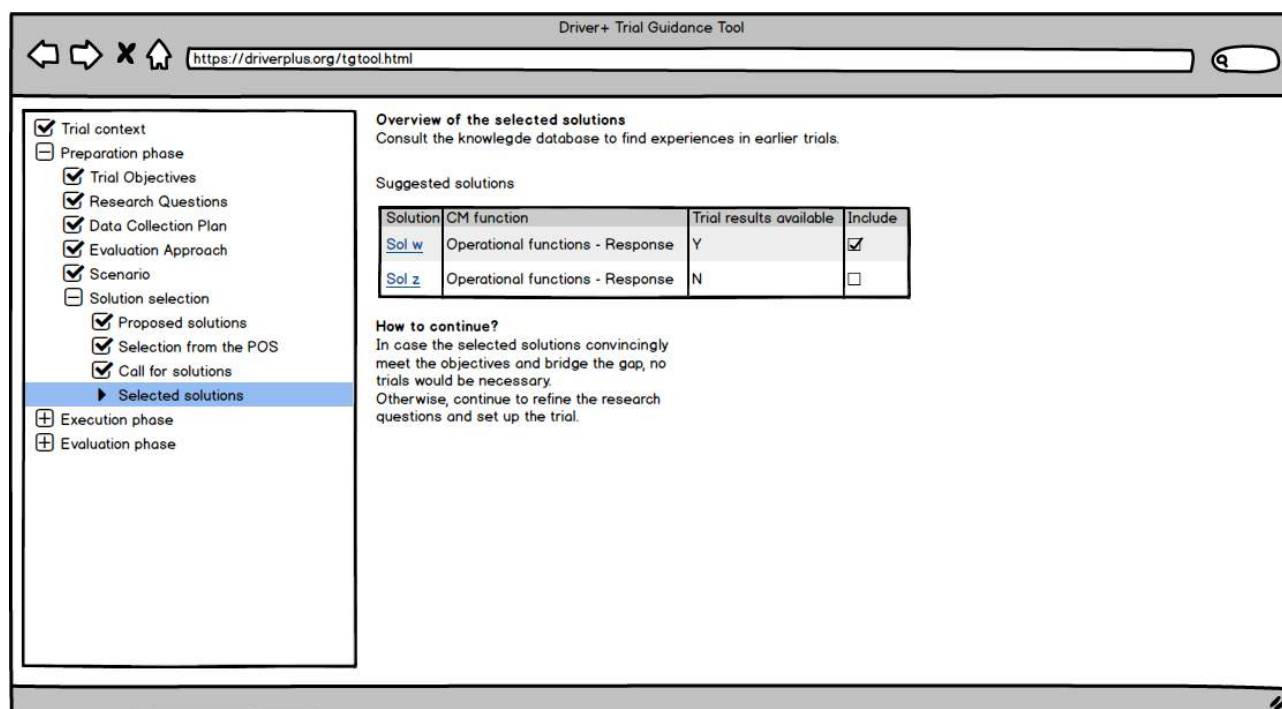 Driver+ Trial Guidance Tool
https://driverplus.org/tgtool.html
Trial context
Preparation phase
Trial Objectives
Research Questions
Data Collection Plan
Evaluation Approach
Scenario
Solution selection
Proposed solutions
Selection from the POS
Call for solutions
Selected solutions
Execution phase
Evaluation phase
Overview of the selected solutions
Consult the knowlegde database to find experiences in earlier trials.
Suggested solutions
Solution CM function Trial results available Include
Sol w Operational functions - Response Y
Sol z Operational functions - Response N
How to continue?
In case the selected solutions convincingly
meet the objectives and bridge the gap, no
trials would be necessary.
Otherwise, continue to refine the research
questions and set up the trial.